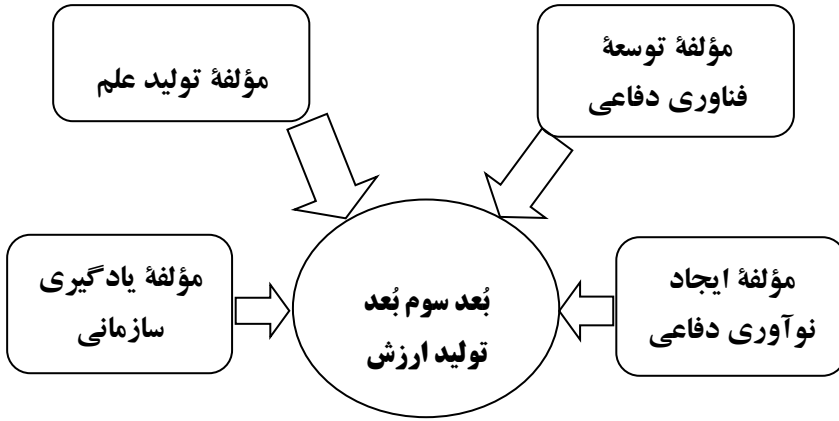 مؤلفهٔ توسعهٔ
فناوری دفاعی
مؤلفهٔ تولید علم
مؤلفهٔ ایجاد
نوآوری دفاعی
بُعد سوم بُعد
تولید ارزش
مؤلفهٔ یادگیری
سازمانی